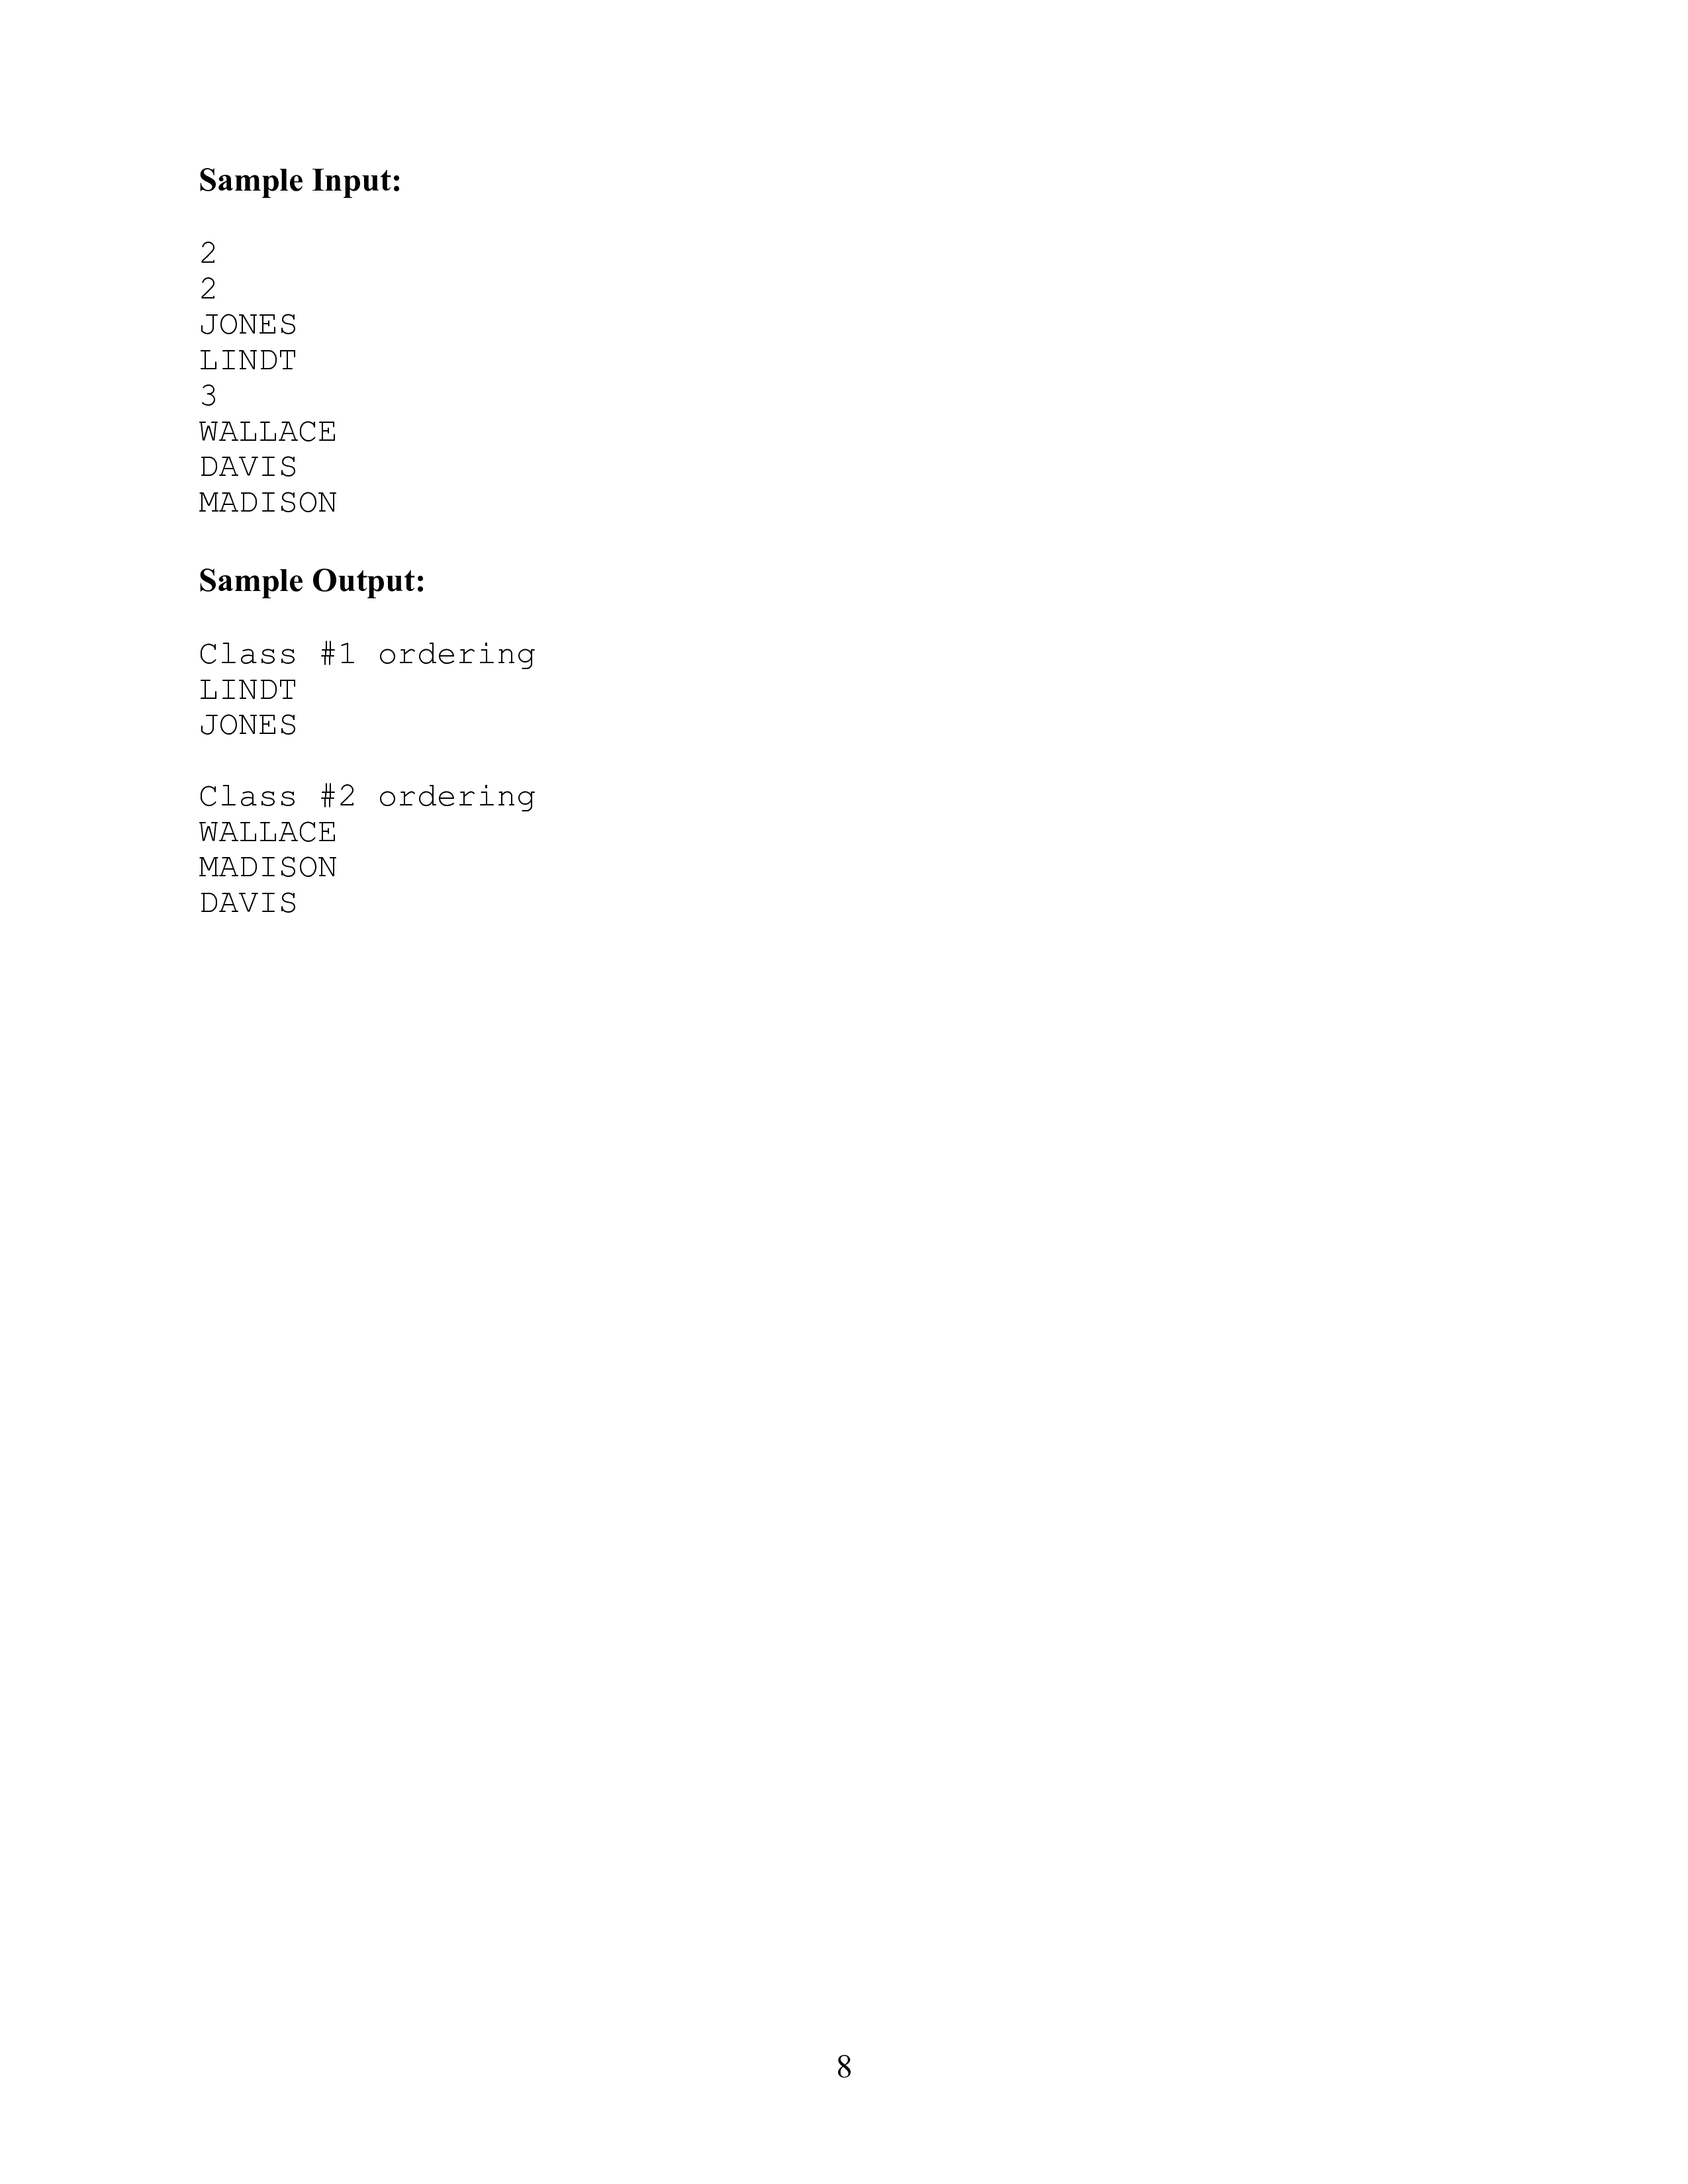 Sample Input:
2
2
JONES
LINDT
3
WALLACE
DAVIS
MADISON
Sample Output:
Class #1 ordering
LINDT
JONES
Class #2 ordering
WALLACE
MADISON
DAVIS
8